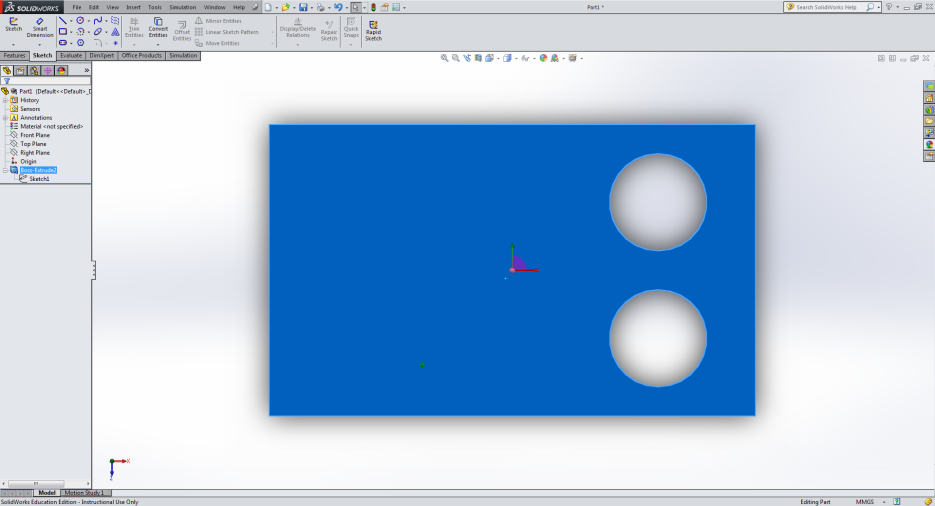 SOLIDWORKS File Edit View Insert Tools Simulation Window Help Part1 * Search SolidWorks Help
Sketch Smart Dimension Trim Entities Convert Entities Offset Entities Mirror Entities Linear Sketch Pattern Move Entities Display/Delete Relations Repair Sketch Quick Snaps Rapid Sketch
Features Sketch Evaluate DimXpert Office Products Simulation
Part1 (Default<<Default>_D
History
Sensors
Annotations
Material <not specified>
Front Plane
Top Plane
Right Plane
Origin
Boss-Extrude2
Sketch1
X
Z
Model Motion Study 1
SolidWorks Education Edition - Instructional Use Only Editing Part MMGS